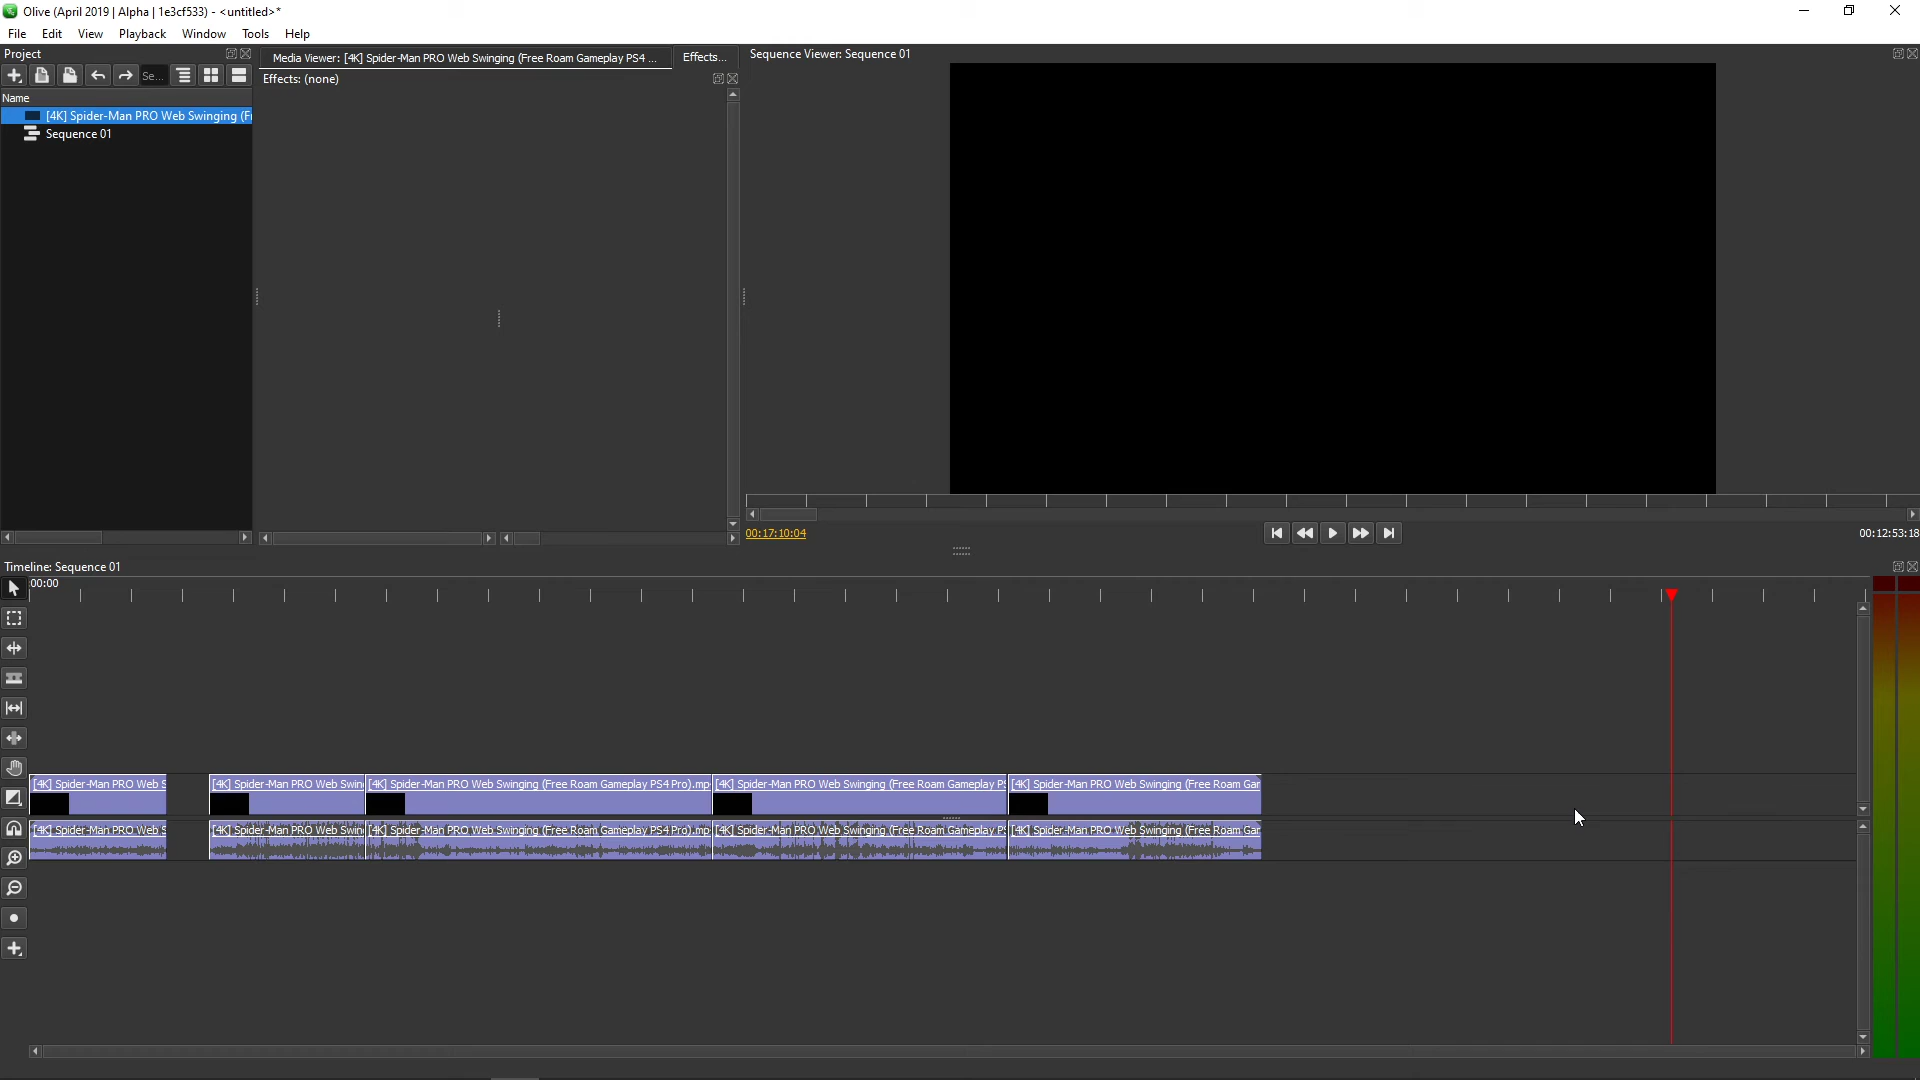 Olive (April 2019 | Alpha | 1e3cf533) - <untitled>*
File Edit View Playback Window Tools Help
Project
Media Viewer: [4K] Spider-Man PRO Web Swinging (Free Roam Gameplay PS4 ...
Effects...
Sequence Viewer: Sequence 01
Se...
Effects: (none)
Name
[4K] Spider-Man PRO Web Swinging (F
Sequence 01
00:17:10:04
00:12:53:18
Timeline: Sequence 01
00:00
[4K] Spider-Man PRO Web S
[4K] Spider-Man PRO Web Swin
[4K] Spider-Man PRO Web Swinging (Free Roam Gameplay PS4 Pro).mp
[4K] Spider-Man PRO Web Swinging (Free Roam Gameplay PS
[4K] Spider-Man PRO Web Swinging (Free Roam Gar
[4K] Spider-Man PRO Web S
[4K] Spider-Man PRO Web Swin
[4K] Spider-Man PRO Web Swinging (Free Roam Gameplay PS4 Pro).mp
[4K] Spider-Man PRO Web Swinging (Free Roam Gameplay PS
[4K] Spider-Man PRO Web Swinging (Free Roam Gar